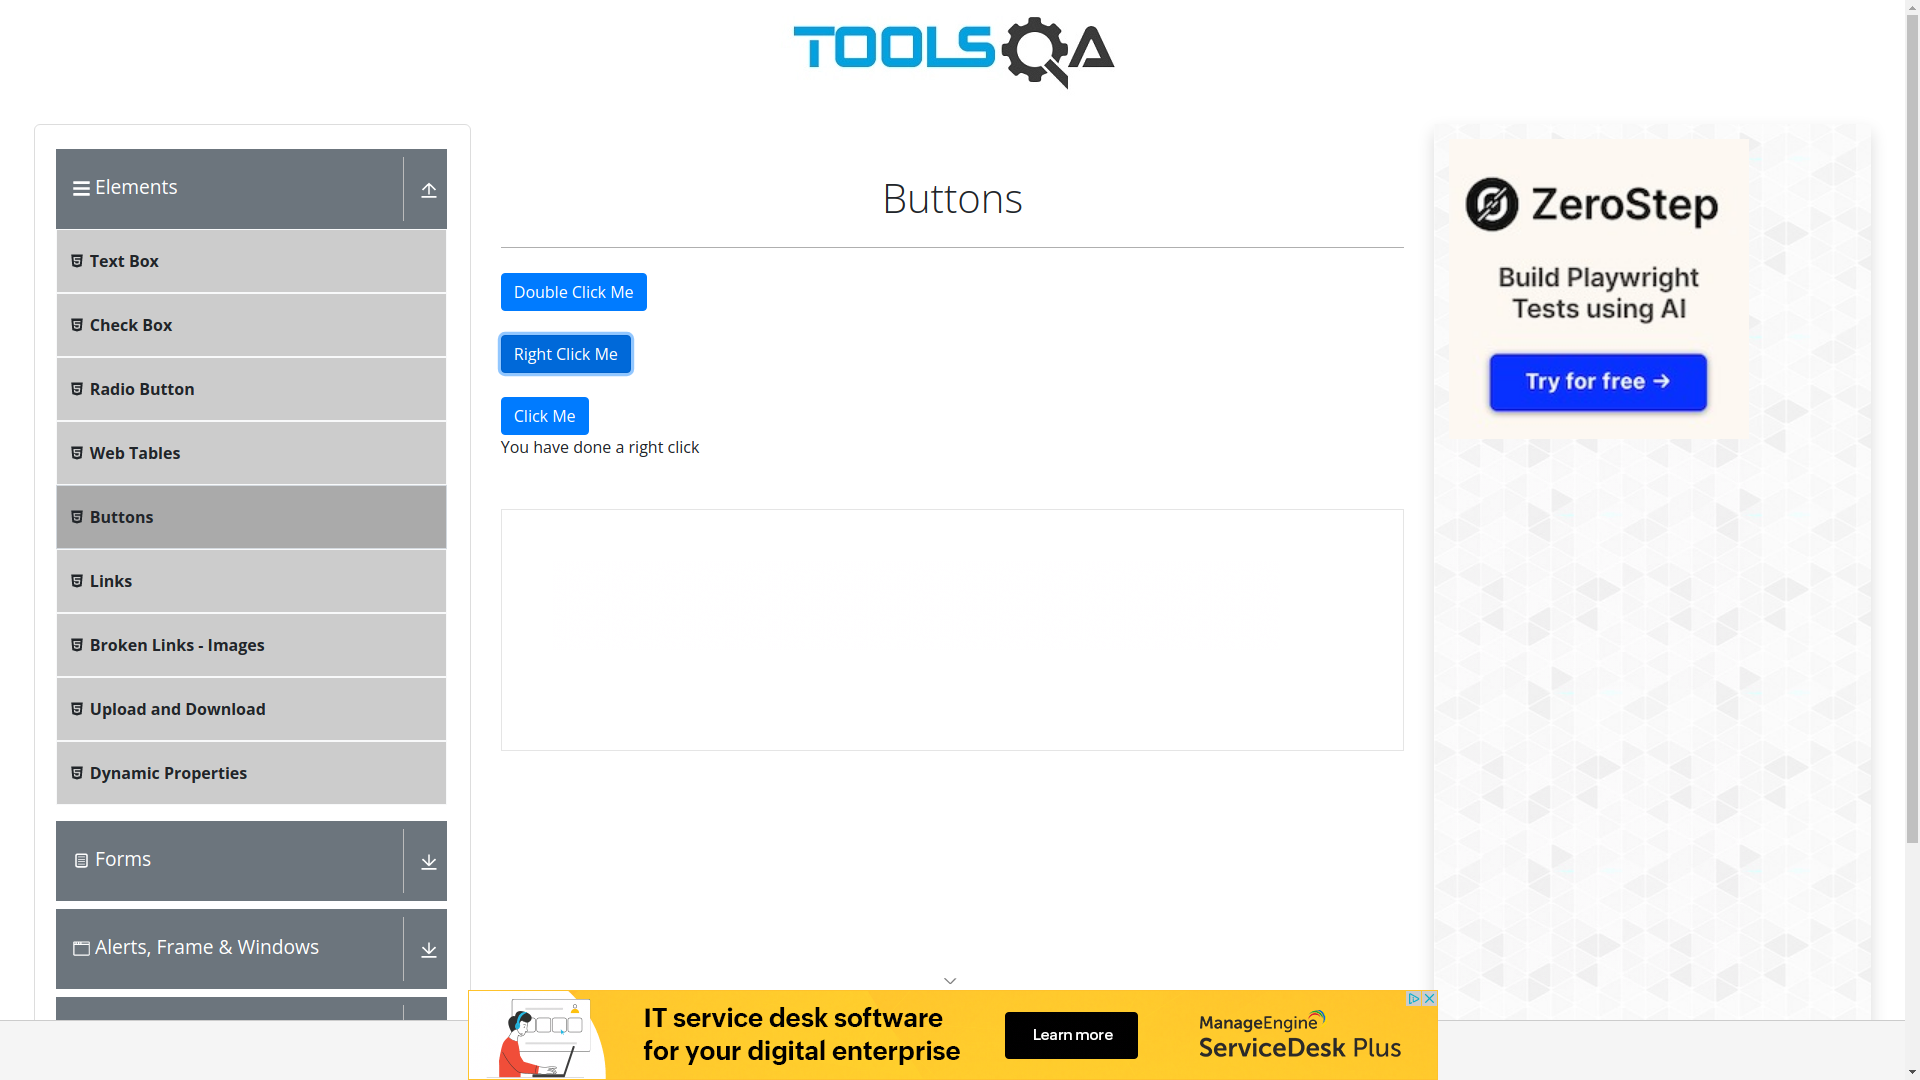 TOOLSQA
Elements
Text Box
Check Box
Radio Button
Web Tables
Buttons
Links
Broken Links - Images
Upload and Download
Dynamic Properties
Forms
Alerts, Frame & Windows
Buttons
Double Click Me
Right Click Me
Click Me
You have done a right click
ZeroStep
Build Playwright
Tests using AI
Try for free →
IT service desk software
for your digital enterprise
Learn more
ManageEngine
ServiceDesk Plus